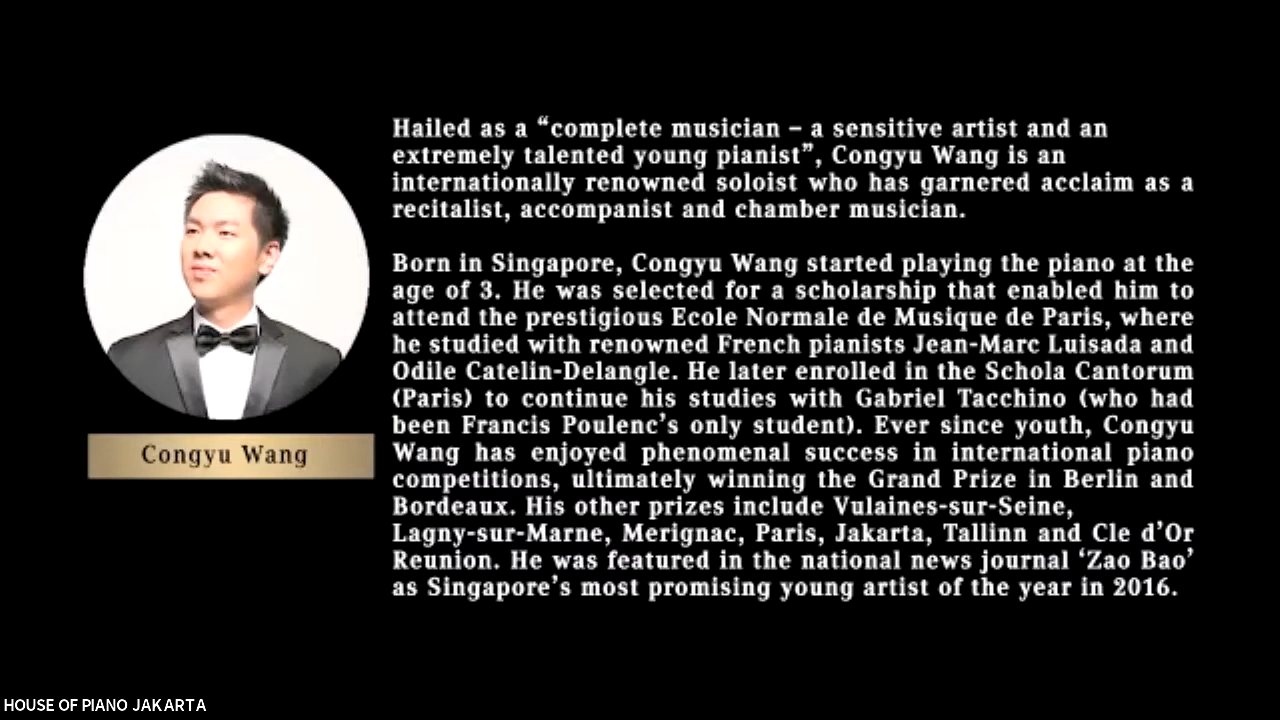 Hailed as a “complete musician – a sensitive artist and an
extremely talented young pianist”, Congyu Wang is an
internationally renowned soloist who has garnered acclaim as a
recitalist, accompanist and chamber musician.
Born in Singapore, Congyu Wang started playing the piano at the
age of 3. He was selected for a scholarship that enabled him to
attend the prestigious Ecole Normale de Musique de Paris, where
he studied with renowned French pianists Jean-Marc Luisada and
Odile Catelin-Delangle. He later enrolled in the Schola Cantorum
(Paris) to continue his studies with Gabriel Tacchino (who had
been Francis Poulenc’s only student). Ever since youth, Congyu
Wang has enjoyed phenomenal success in international piano
competitions, ultimately winning the Grand Prize in Berlin and
Bordeaux. His other prizes include Vulaines-sur-Seine,
Lagny-sur-Marne, Merignac, Paris, Jakarta, Tallinn and Cle d’Or
Reunion. He was featured in the national news journal ‘Zao Bao’
as Singapore’s most promising young artist of the year in 2016.
Congyu Wang
HOUSE OF PIANO JAKARTA